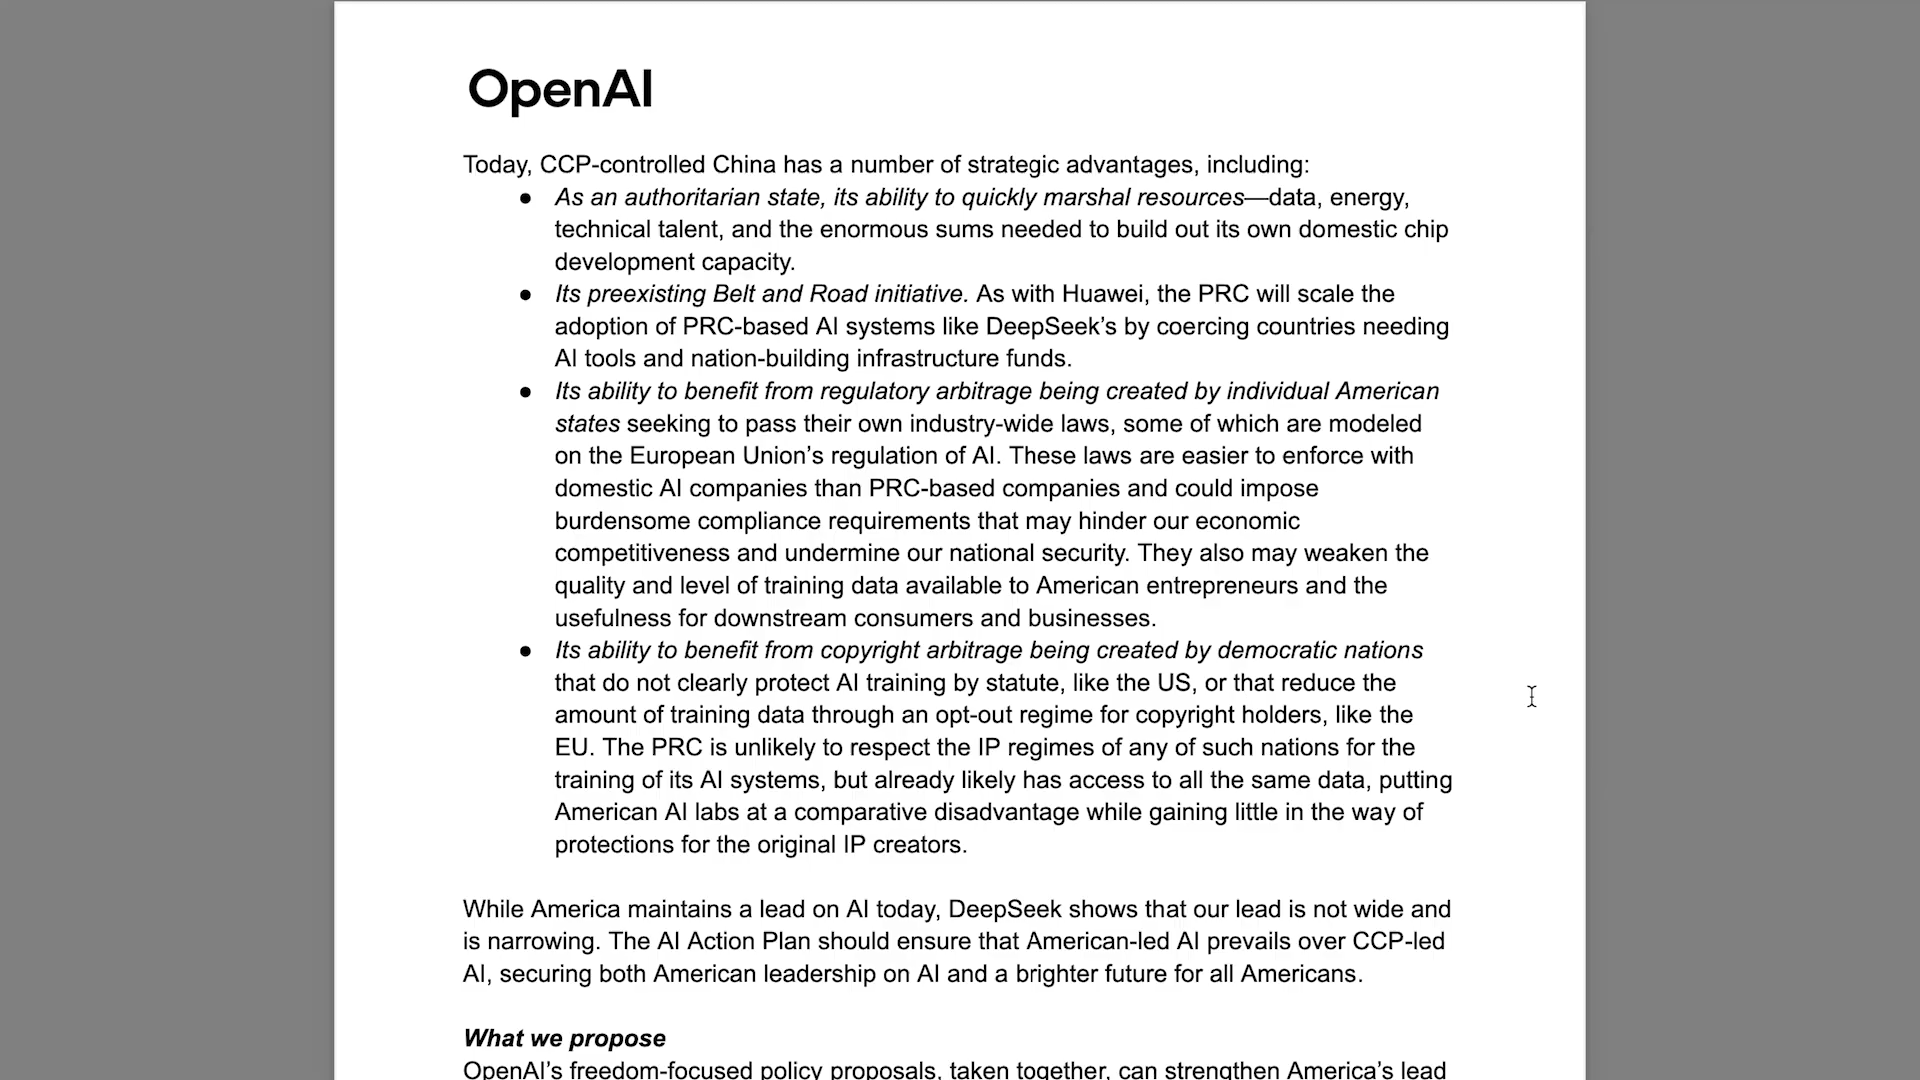 OpenAI
Today, CCP-controlled China has a number of strategic advantages, including:
● As an authoritarian state, its ability to quickly marshal resources—data, energy,
technical talent, and the enormous sums needed to build out its own domestic chip
development capacity.
● Its preexisting Belt and Road initiative. As with Huawei, the PRC will scale the
adoption of PRC-based AI systems like DeepSeek’s by coercing countries needing
AI tools and nation-building infrastructure funds.
● Its ability to benefit from regulatory arbitrage being created by individual American
states seeking to pass their own industry-wide laws, some of which are modeled
on the European Union’s regulation of AI. These laws are easier to enforce with
domestic AI companies than PRC-based companies and could impose
burdensome compliance requirements that may hinder our economic
competitiveness and undermine our national security. They also may weaken the
quality and level of training data available to American entrepreneurs and the
usefulness for downstream consumers and businesses.
● Its ability to benefit from copyright arbitrage being created by democratic nations
that do not clearly protect AI training by statute, like the US, or that reduce the
amount of training data through an opt-out regime for copyright holders, like the
EU. The PRC is unlikely to respect the IP regimes of any of such nations for the
training of its AI systems, but already likely has access to all the same data, putting
American AI labs at a comparative disadvantage while gaining little in the way of
protections for the original IP creators.
While America maintains a lead on AI today, DeepSeek shows that our lead is not wide and
is narrowing. The AI Action Plan should ensure that American-led AI prevails over CCP-led
AI, securing both American leadership on AI and a brighter future for all Americans.
What we propose
OpenAI’s freedom-focused policy proposals, taken together, can strengthen America’s lead